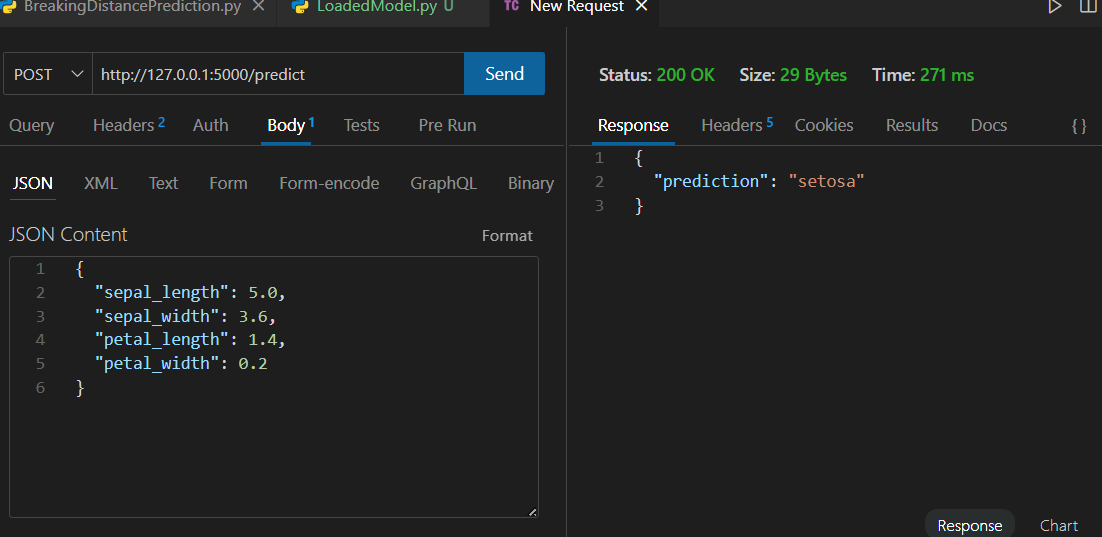 BreakingDistancePrediction.py
LoadedModel.py U
TC New Request
POST http://127.0.0.1:5000/predict Send
Query Headers 2 Auth Body 1 Tests Pre Run
JSON XML Text Form Form-encode GraphQL Binary
JSON Content Format
1 {
2 "sepal_length": 5.0,
3 "sepal_width": 3.6,
4 "petal_length": 1.4,
5 "petal_width": 0.2
6 }
Status: 200 OK Size: 29 Bytes Time: 271 ms
Response Headers 5 Cookies Results Docs {}
1 {
2 "prediction": "setosa"
3 }
Response Chart